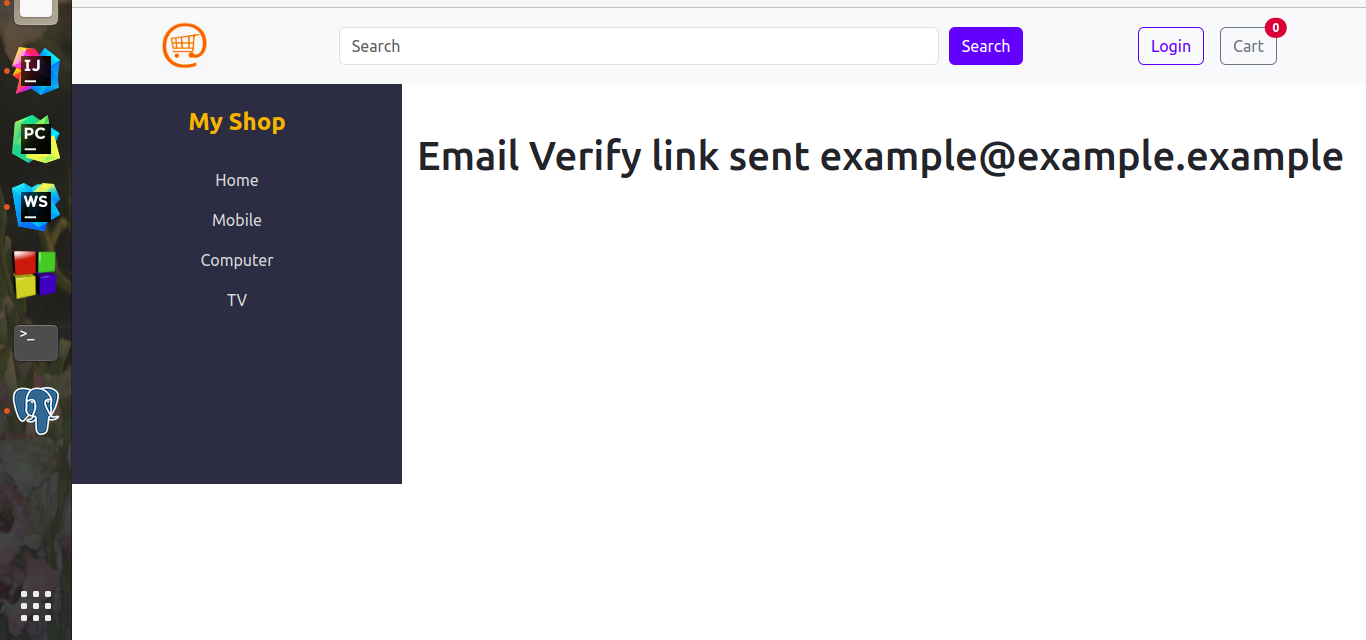 Search
Search
Login
Cart
0
IJ
PC
WS
>_
My Shop
Home
Mobile
Computer
TV
Email Verify link sent example@example.example